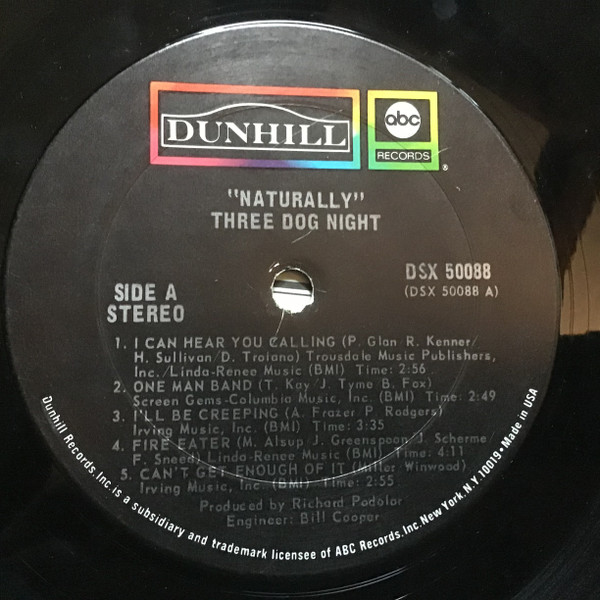 DUNHILL
abc
RECORDS
®
"NATURALLY"
THREE DOG NIGHT
SIDE A
STEREO
DSX 50088
(DSX 50088 A)
1. I CAN HEAR YOU CALLING (P. Glan R. Kenner/
H. Sullivan/D. Troiano) Trousdale Music Publishers,
Inc./Linda-Renee Music (BMI) Time: 2:56
2. ONE MAN BAND (T. Kay/J. Tyme B. Fox)
Screen Gems-Columbia Music, Inc. (BMI) Time: 2:49
3. I'LL BE CREEPING (A. Frazer P. Rodgers)
Irving Music, Inc. (BMI) Time: 3:35
4. FIRE EATER (M. Alsup J. Greenspoon/J. Scherme/
F. Sneed) Linda-Renee Music (BMI) Time: 4:11
5. CAN'T GET ENOUGH OF IT (Miller/Winwood)
Irving Music, Inc. (BMI) Time: 2:55
Produced by Richard Podolor
Engineer: Bill Cooper
Dunhill Records, Inc. is a subsidiary and trademark licensee of ABC Records, Inc. New York, N.Y. 10019 • Made in USA